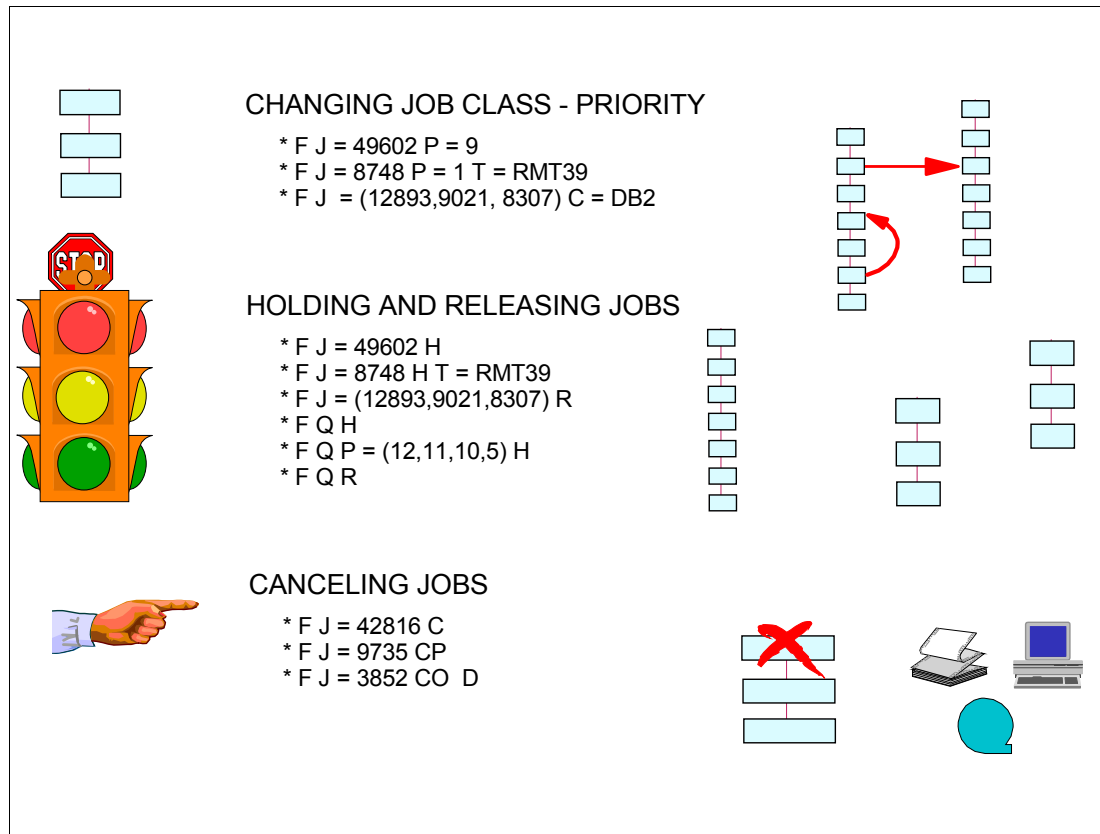 CHANGING JOB CLASS - PRIORITY
* F J = 49602 P = 9
* F J = 8748 P = 1 T = RMT39
* F J = (12893,9021, 8307) C = DB2
STOP
HOLDING AND RELEASING JOBS
* F J = 49602 H
* F J = 8748 H T = RMT39
* F J = (12893,9021,8307) R
* F Q H
* F Q P = (12,11,10,5) H
* F Q R
CANCELING JOBS
* F J = 42816 C
* F J = 9735 CP
* F J = 3852 CO D